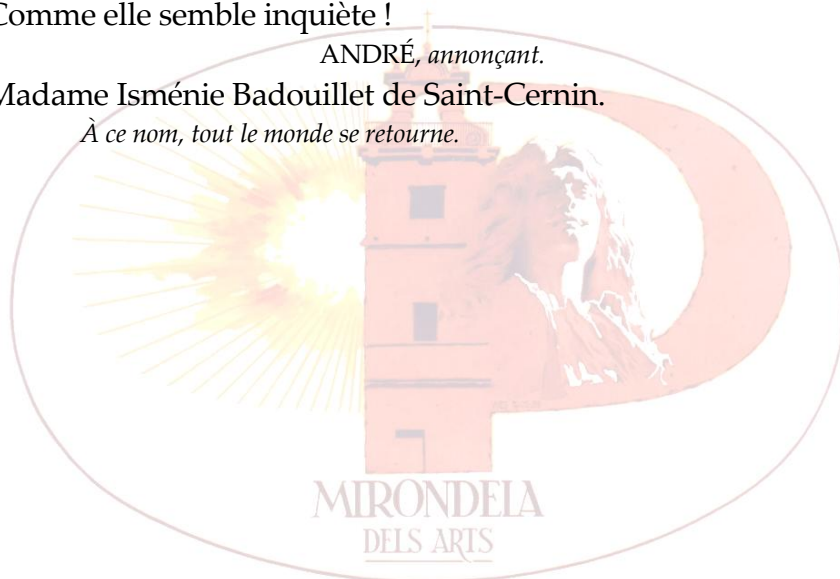 Comme elle semble inquiète !
ANDRÉ, annonçant.
Madame Isménie Badouillet de Saint-Cernin.
À ce nom, tout le monde se retourne.
MIRONDELA
DELS ARTS